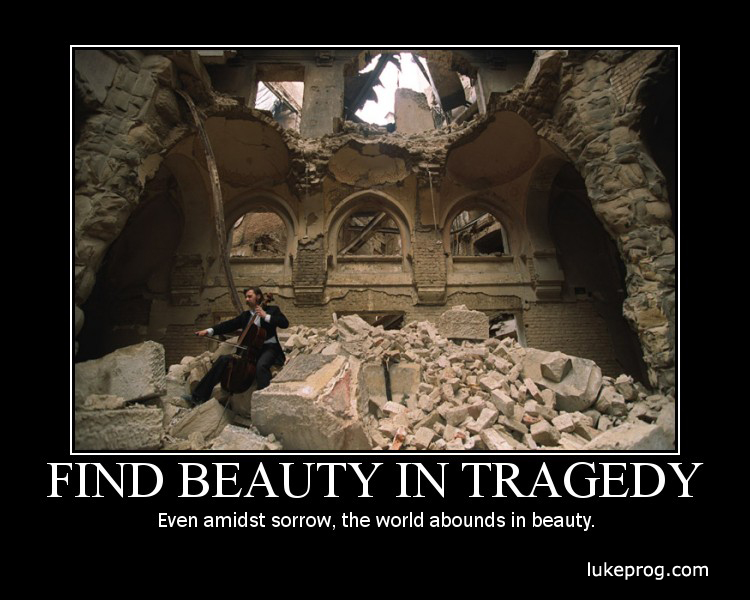 FIND BEAUTY IN TRAGEDY
Even amidst sorrow, the world abounds in beauty.
lukeprog.com